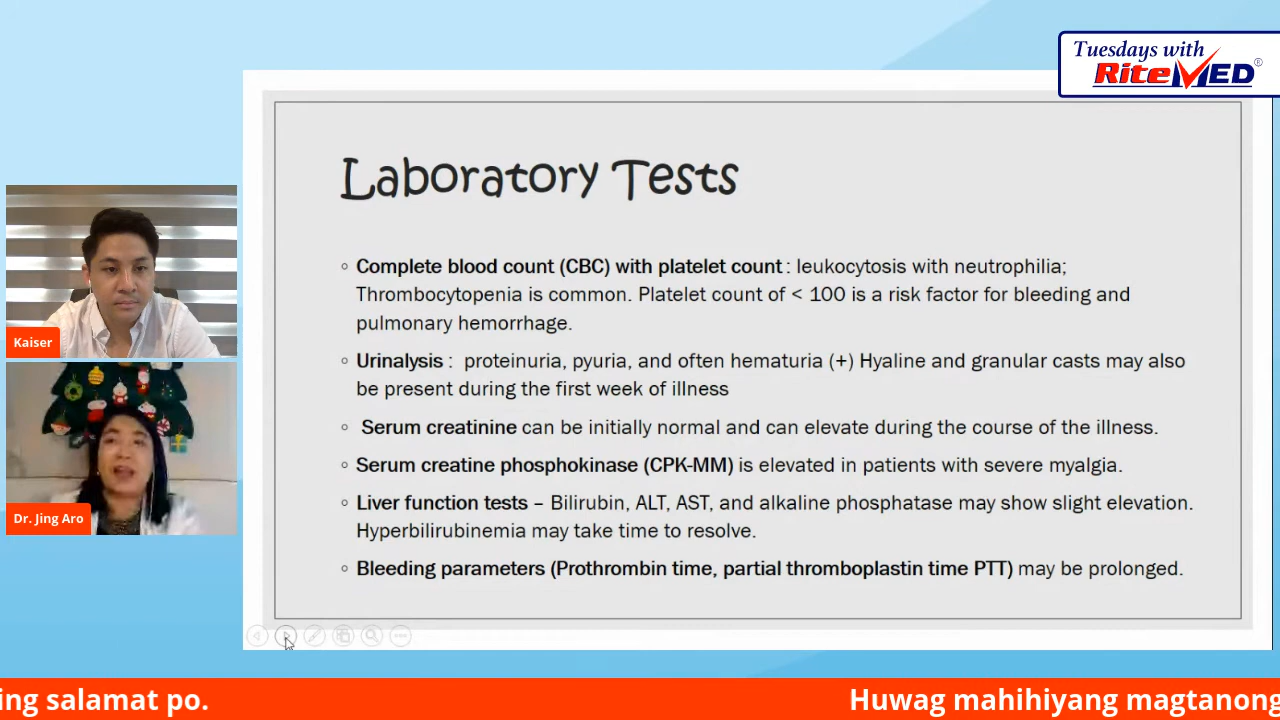 Tuesdays with
RiteMED®
Laboratory Tests
Complete blood count (CBC) with platelet count : leukocytosis with neutrophilia;
Thrombocytopenia is common. Platelet count of < 100 is a risk factor for bleeding and
pulmonary hemorrhage.
Urinalysis : proteinuria, pyuria, and often hematuria (+) Hyaline and granular casts may also
be present during the first week of illness
Serum creatinine can be initially normal and can elevate during the course of the illness.
Serum creatine phosphokinase (CPK-MM) is elevated in patients with severe myalgia.
Liver function tests – Bilirubin, ALT, AST, and alkaline phosphatase may show slight elevation.
Hyperbilirubinemia may take time to resolve.
Bleeding parameters (Prothrombin time, partial thromboplastin time PTT) may be prolonged.
Kaiser
Dr. Jing Aro
ing salamat po.
Huwag mahihiyang magtanong